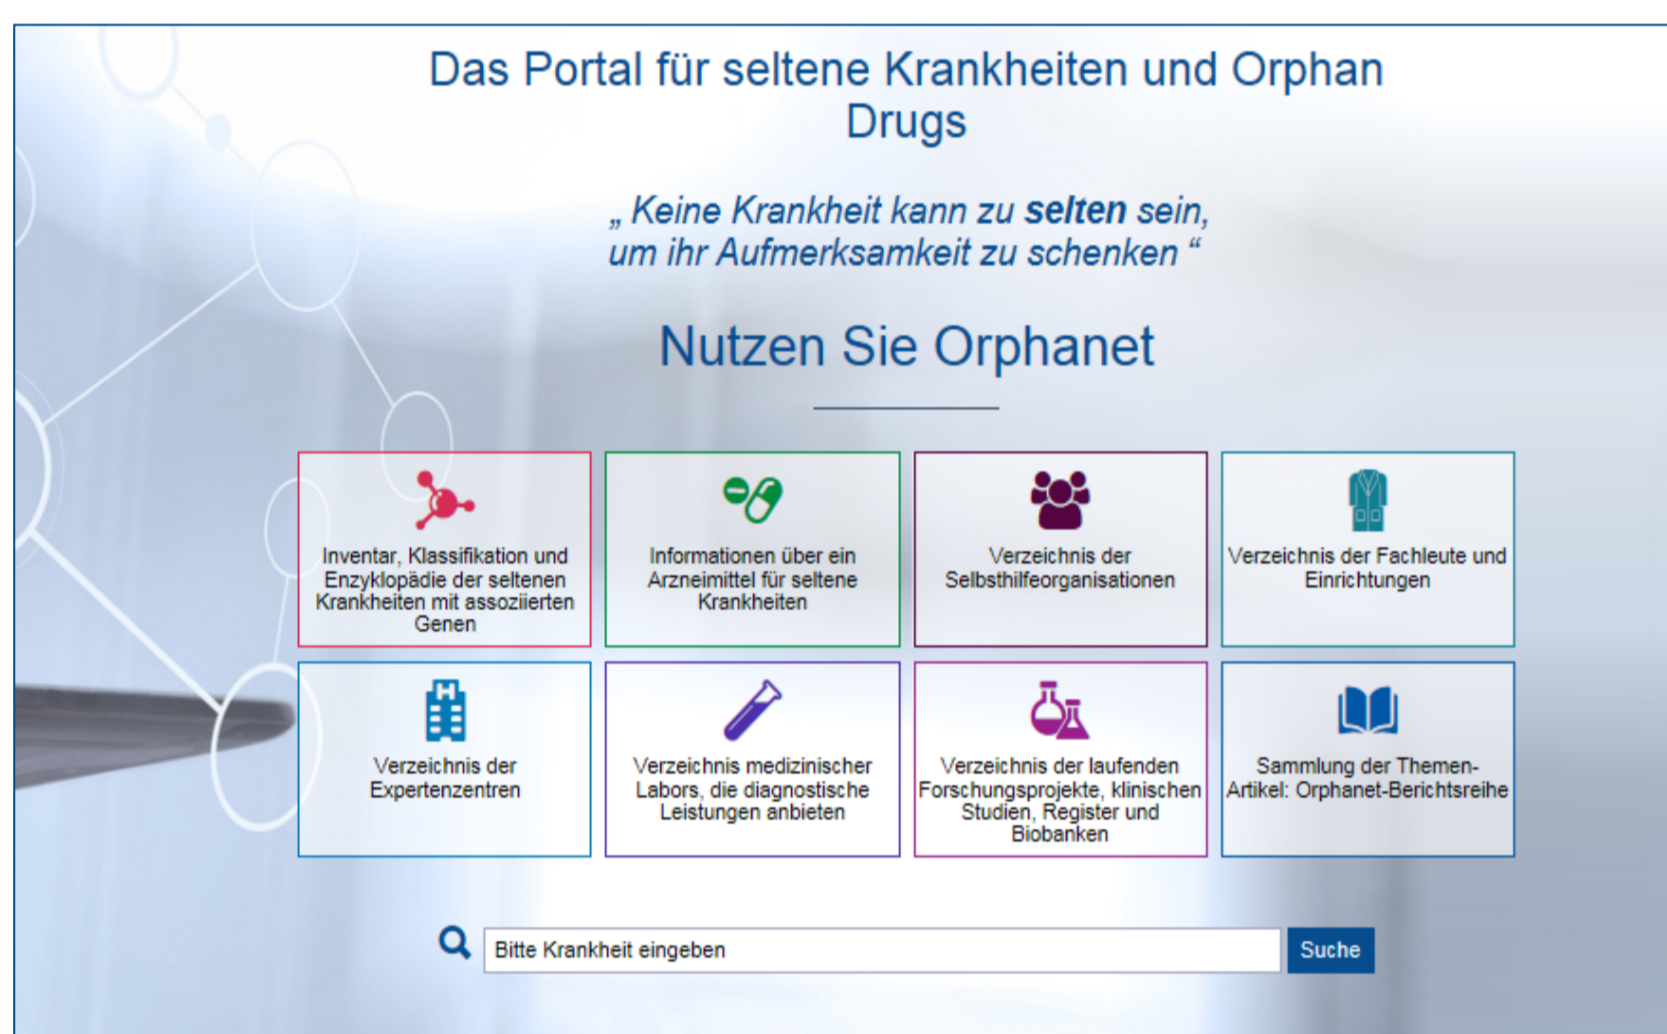 Das Portal für seltene Krankheiten und Orphan
Drugs
„ Keine Krankheit kann zu selten sein,
um ihr Aufmerksamkeit zu schenken “
Nutzen Sie Orphanet
Inventar, Klassifikation und
Enzyklopädie der seltenen
Krankheiten mit assoziierten
Genen
Informationen über ein
Arzneimittel für seltene
Krankheiten
Verzeichnis der
Selbsthilfeorganisationen
Verzeichnis der Fachleute und
Einrichtungen
H
Verzeichnis der
Expertenzentren
Verzeichnis medizinischer
Labors, die diagnostische
Leistungen anbieten
Verzeichnis der laufenden
Forschungsprojekte, klinischen
Studien, Register und
Biobanken
Sammlung der Themen-
Artikel: Orphanet-Berichtsreihe
Bitte Krankheit eingeben
Suche